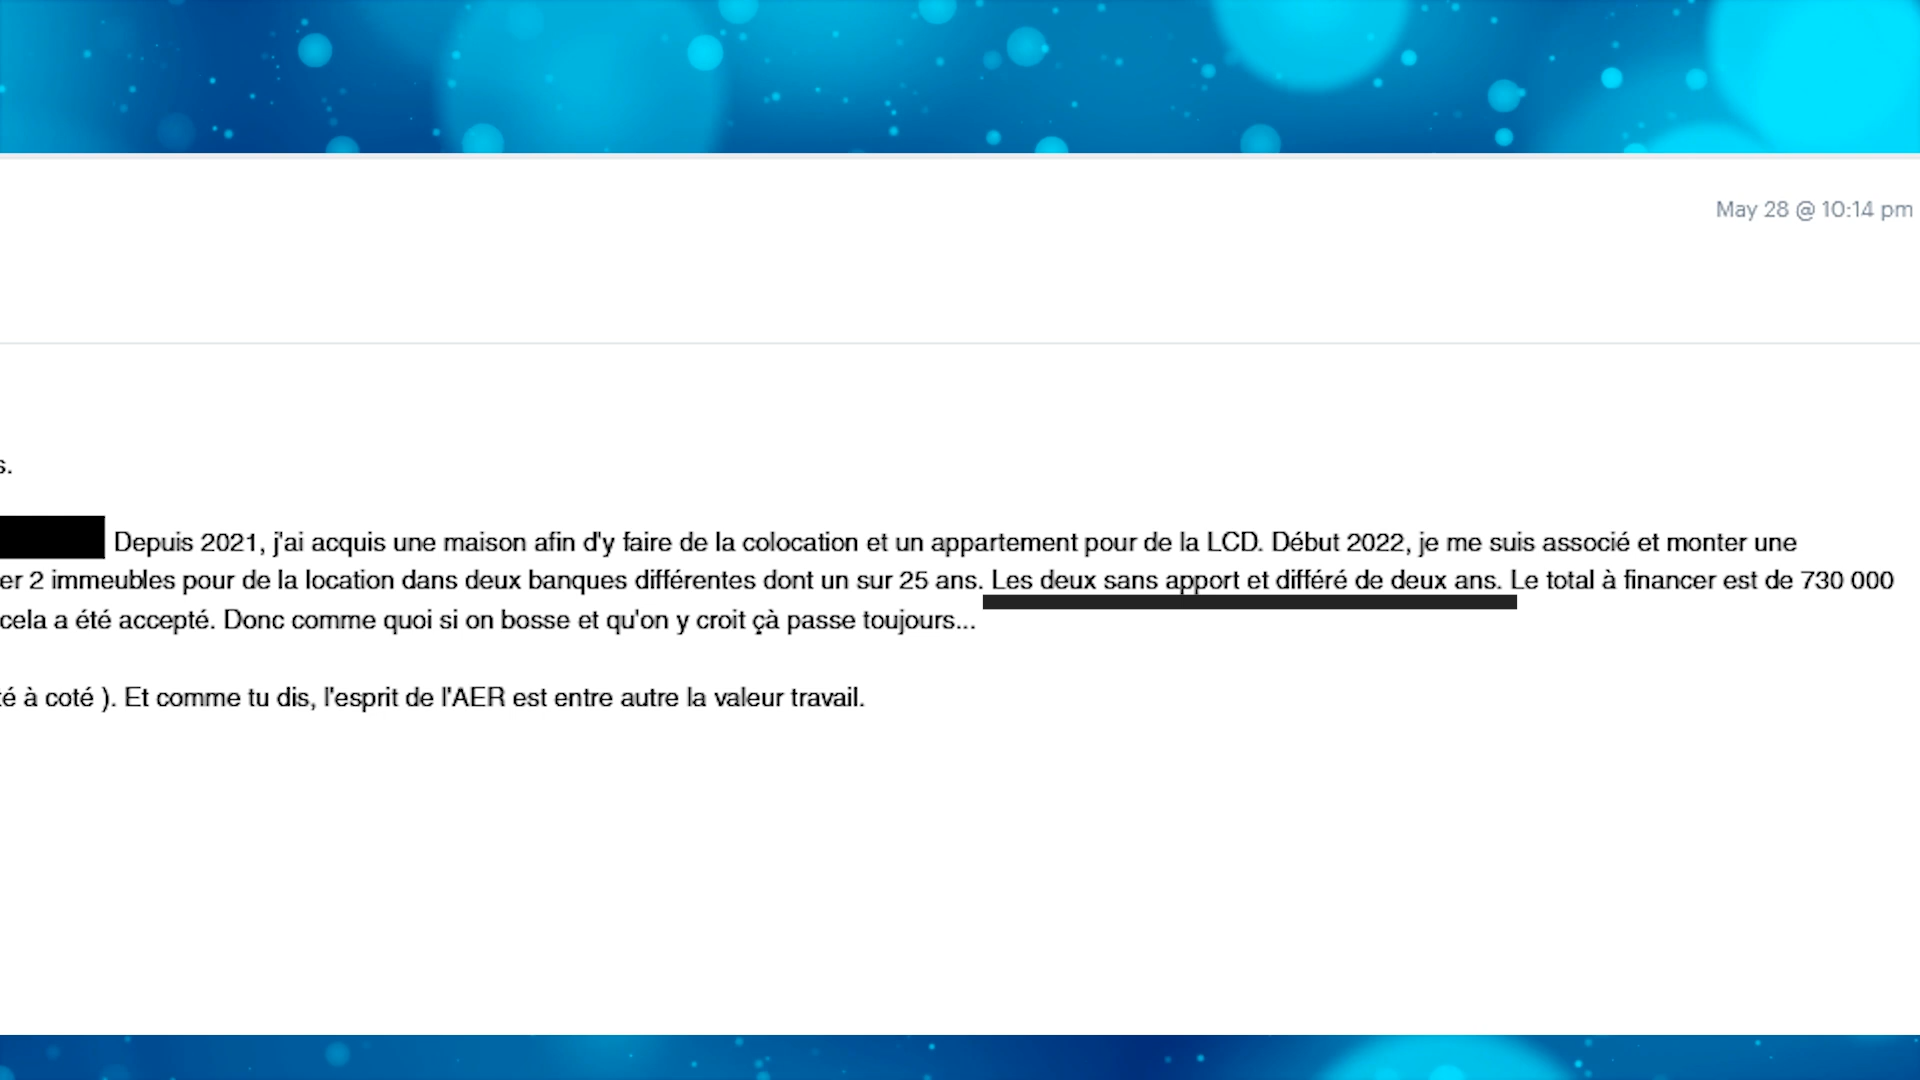 May 28 @ 10:14 pm
s.
Depuis 2021, j'ai acquis une maison afin d'y faire de la colocation et un appartement pour de la LCD. Début 2022, je me suis associé et monter une
er 2 immeubles pour de la location dans deux banques différentes dont un sur 25 ans. Les deux sans apport et différé de deux ans. Le total à financer est de 730 000
cela a été accepté. Donc comme quoi si on bosse et qu'on y croit çà passe toujours...
té à coté ). Et comme tu dis, l'esprit de l'AER est entre autre la valeur travail.